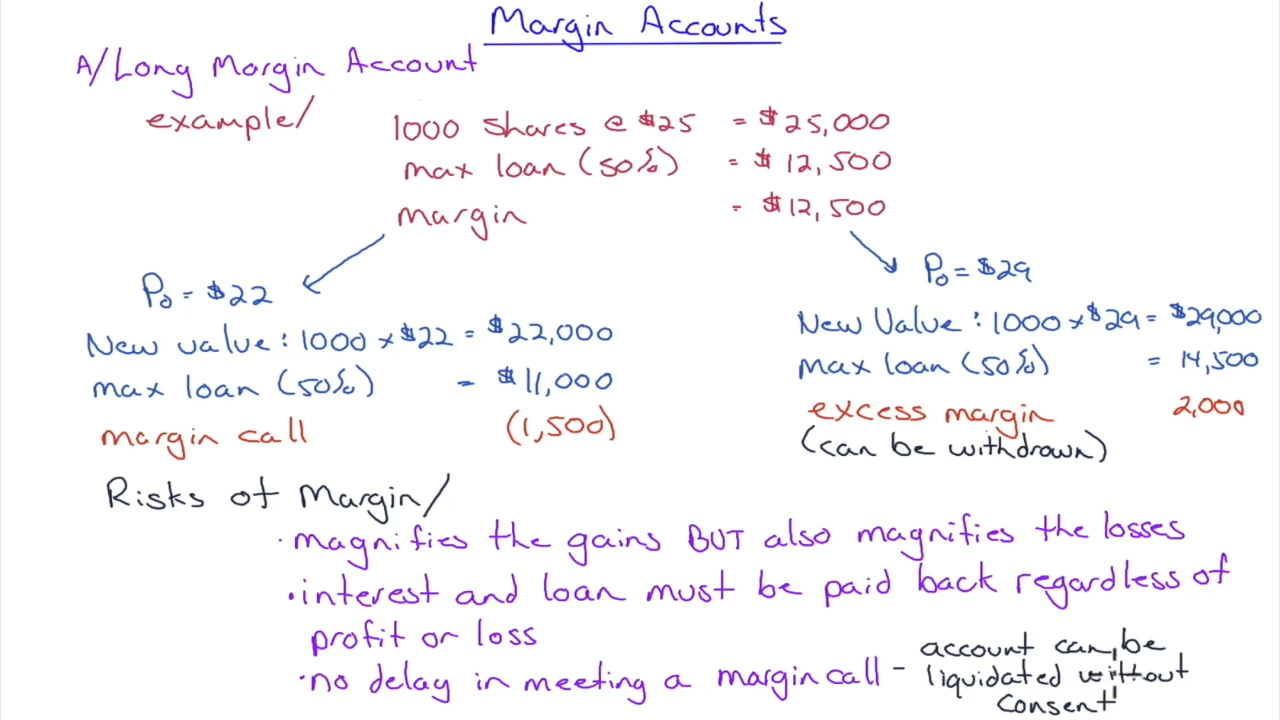 Margin Accounts
A/ Long Margin Account
example/
1000 shares @ $25 = $25,000
max loan (50%) = $12,500
margin = $12,500
P₀ = $22
New value: 1000 x $22 = $22,000
max loan (50%) = $11,000
margin call (1,500)
P₀ = $29
New Value: 1000 x $29 = $29,000
max loan (50%) = 14,500
excess margin 2,000
(can be withdrawn)
Risks of Margin/
· magnifies the gains BUT also magnifies the losses
· interest and loan must be paid back regardless of
profit or loss
· no delay in meeting a margin call - account can be
liquidated without
consent